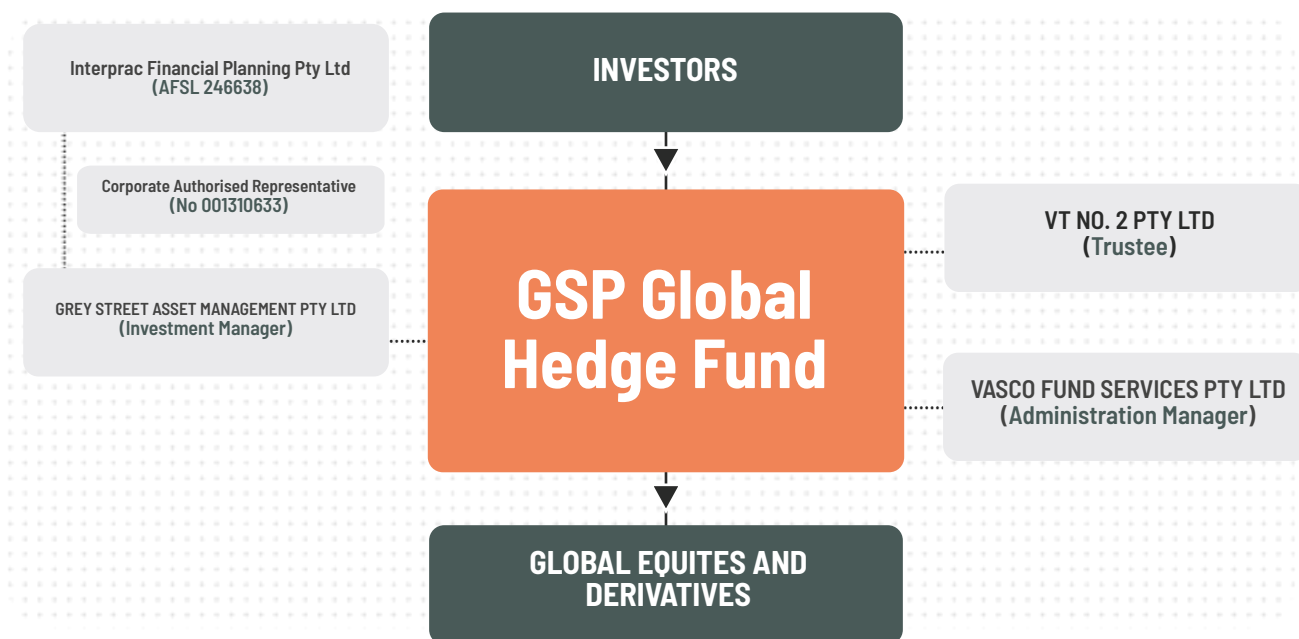 Interprac Financial Planning Pty Ltd
(AFSL 246638)
Corporate Authorised Representative
(No 001310633)
GREY STREET ASSET MANAGEMENT PTY LTD
(Investment Manager)
INVESTORS
GSP Global
Hedge Fund
GLOBAL EQUITES AND
DERIVATIVES
VT NO. 2 PTY LTD
(Trustee)
VASCO FUND SERVICES PTY LTD
(Administration Manager)